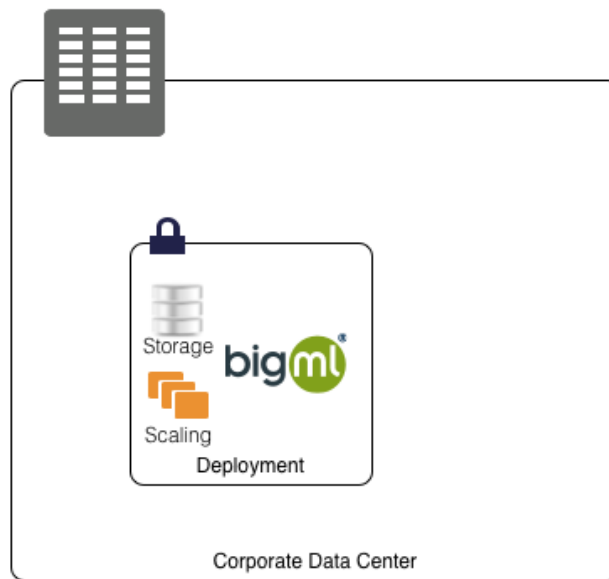 Storage
bigml®
Scaling
Deployment
Corporate Data Center